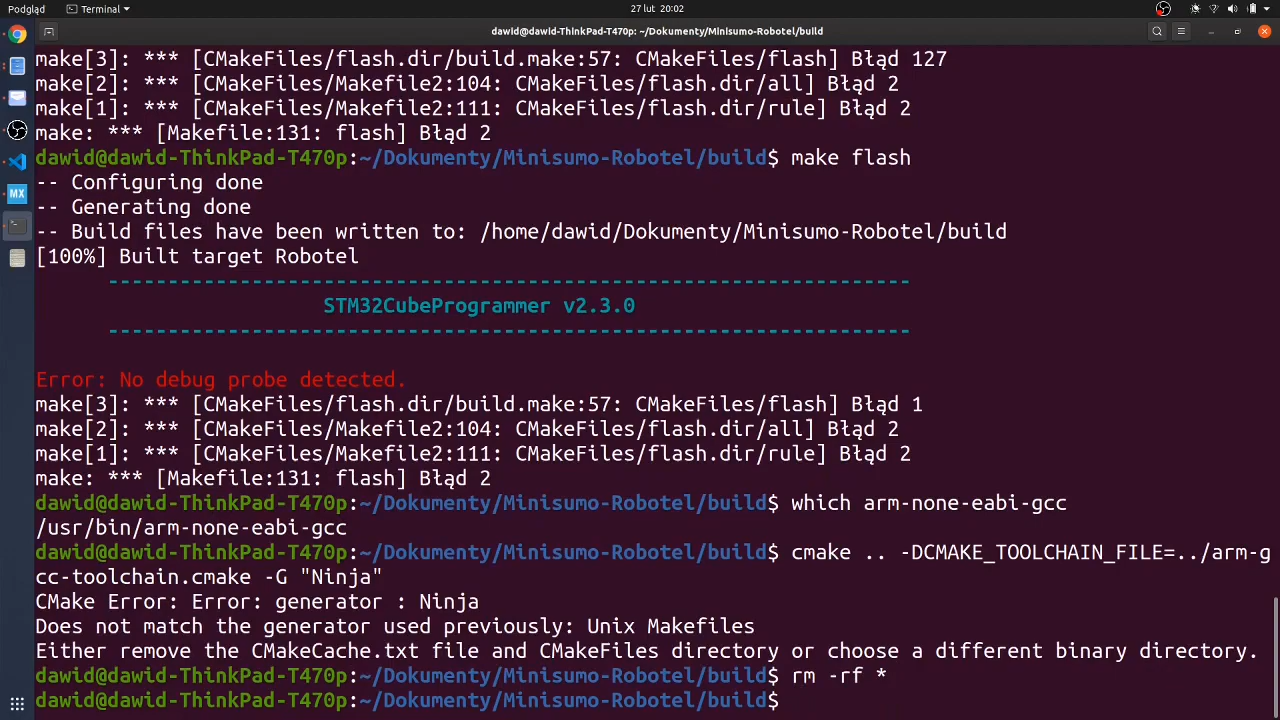 Podgląd
Terminal
27 lut 20:02
dawid@dawid-ThinkPad-T470p: ~/Dokumenty/Minisumo-Robotel/build
make[3]: *** [CMakeFiles/flash.dir/build.make:57: CMakeFiles/flash] Błąd 127
make[2]: *** [CMakeFiles/Makefile2:104: CMakeFiles/flash.dir/all] Błąd 2
make[1]: *** [CMakeFiles/Makefile2:111: CMakeFiles/flash.dir/rule] Błąd 2
make: *** [Makefile:131: flash] Błąd 2
dawid@dawid-ThinkPad-T470p:~/Dokumenty/Minisumo-Robotel/build$ make flash
-- Configuring done
-- Generating done
-- Build files have been written to: /home/dawid/Dokumenty/Minisumo-Robotel/build
[100%] Built target Robotel
-------------------------------------------------------------------
STM32CubeProgrammer v2.3.0
-------------------------------------------------------------------
Error: No debug probe detected.
make[3]: *** [CMakeFiles/flash.dir/build.make:57: CMakeFiles/flash] Błąd 1
make[2]: *** [CMakeFiles/Makefile2:104: CMakeFiles/flash.dir/all] Błąd 2
make[1]: *** [CMakeFiles/Makefile2:111: CMakeFiles/flash.dir/rule] Błąd 2
make: *** [Makefile:131: flash] Błąd 2
dawid@dawid-ThinkPad-T470p:~/Dokumenty/Minisumo-Robotel/build$ which arm-none-eabi-gcc
/usr/bin/arm-none-eabi-gcc
dawid@dawid-ThinkPad-T470p:~/Dokumenty/Minisumo-Robotel/build$ cmake .. -DCMAKE_TOOLCHAIN_FILE=../arm-g
cc-toolchain.cmake -G "Ninja"
CMake Error: Error: generator : Ninja
Does not match the generator used previously: Unix Makefiles
Either remove the CMakeCache.txt file and CMakeFiles directory or choose a different binary directory.
dawid@dawid-ThinkPad-T470p:~/Dokumenty/Minisumo-Robotel/build$ rm -rf *
dawid@dawid-ThinkPad-T470p:~/Dokumenty/Minisumo-Robotel/build$
MX